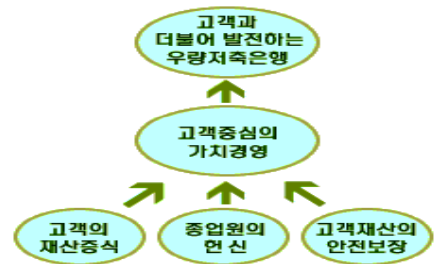 고객과
더불어 발전하는
우량저축은행
고객중심의
가치경영
고객의
재산증식
종업원의
헌 신
고객재산의
안전보장